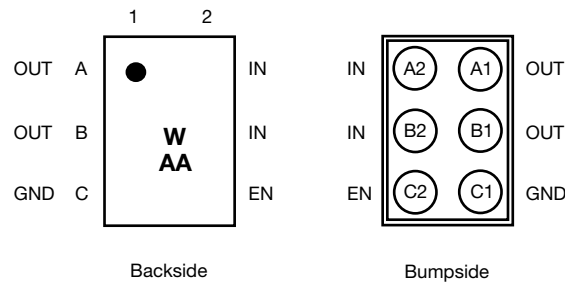 1 2
OUT A IN IN A2 A1 OUT
OUT B W IN IN B2 B1 OUT
AA
GND C EN EN C2 C1 GND
Backside Bumpside